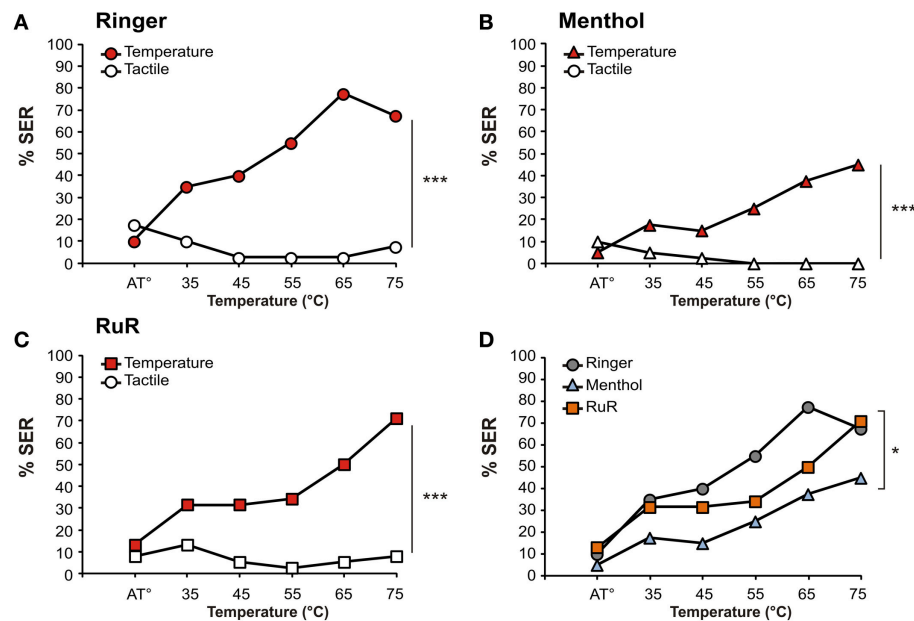 A Ringer
100
90
80
70
60
50
40
30
20
10
0
% SER
Temperature
Tactile
***
AT° 35 45 55 65 75
Temperature (°C)
B Menthol
100
90
80
70
60
50
40
30
20
10
0
% SER
Temperature
Tactile
***
AT° 35 45 55 65 75
Temperature (°C)
C RuR
100
90
80
70
60
50
40
30
20
10
0
% SER
Temperature
Tactile
***
AT° 35 45 55 65 75
Temperature (°C)
D
100
90
80
70
60
50
40
30
20
10
0
% SER
Ringer
Menthol
RuR
*
AT° 35 45 55 65 75
Temperature (°C)